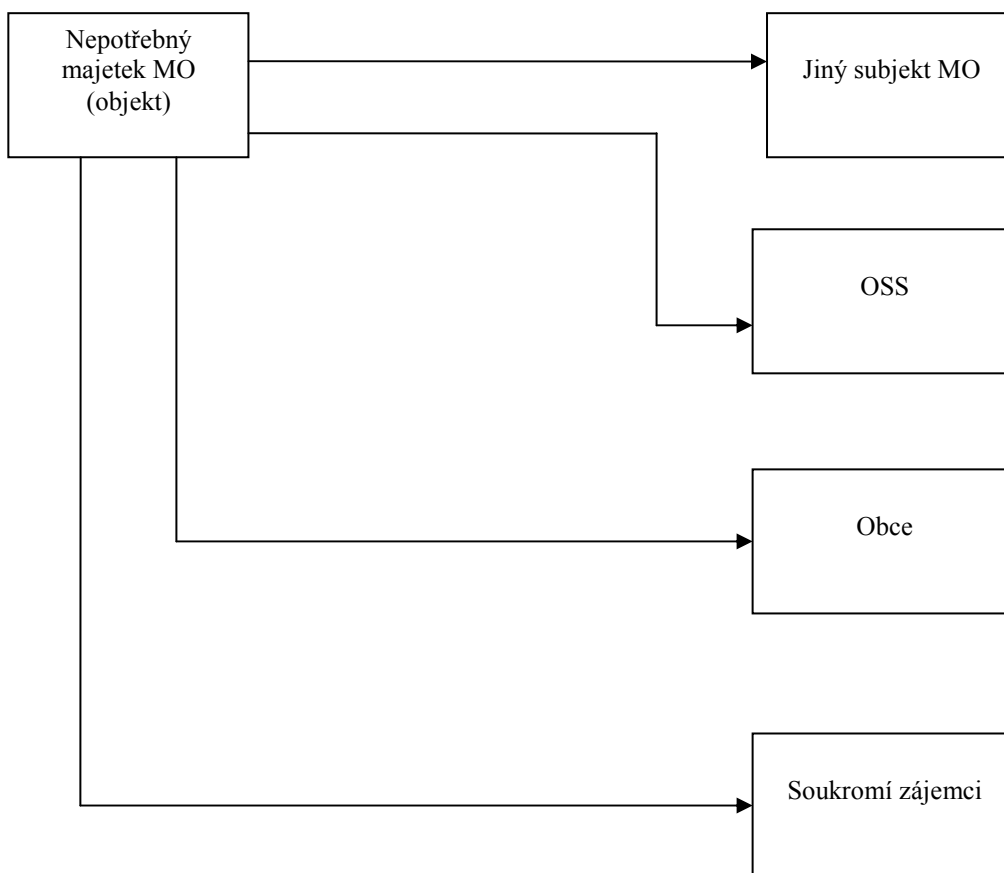 Nepotřebný
majetek MO
(objekt)
Jiný subjekt MO
OSS
Obce
Soukromí zájemci